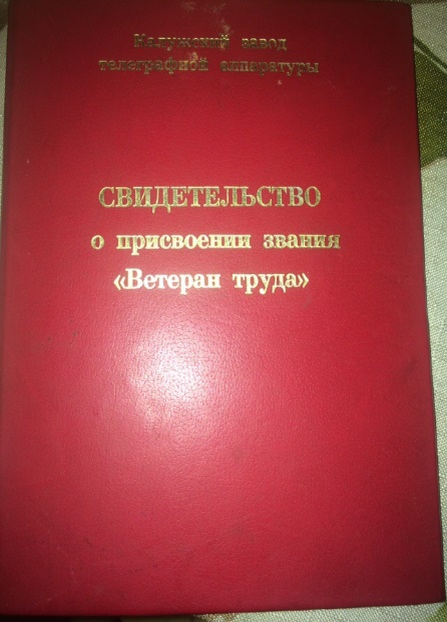 Калужский завод
телеграфной аппаратуры
СВИДЕТЕЛЬСТВО
о присвоении звания
«Ветеран труда»